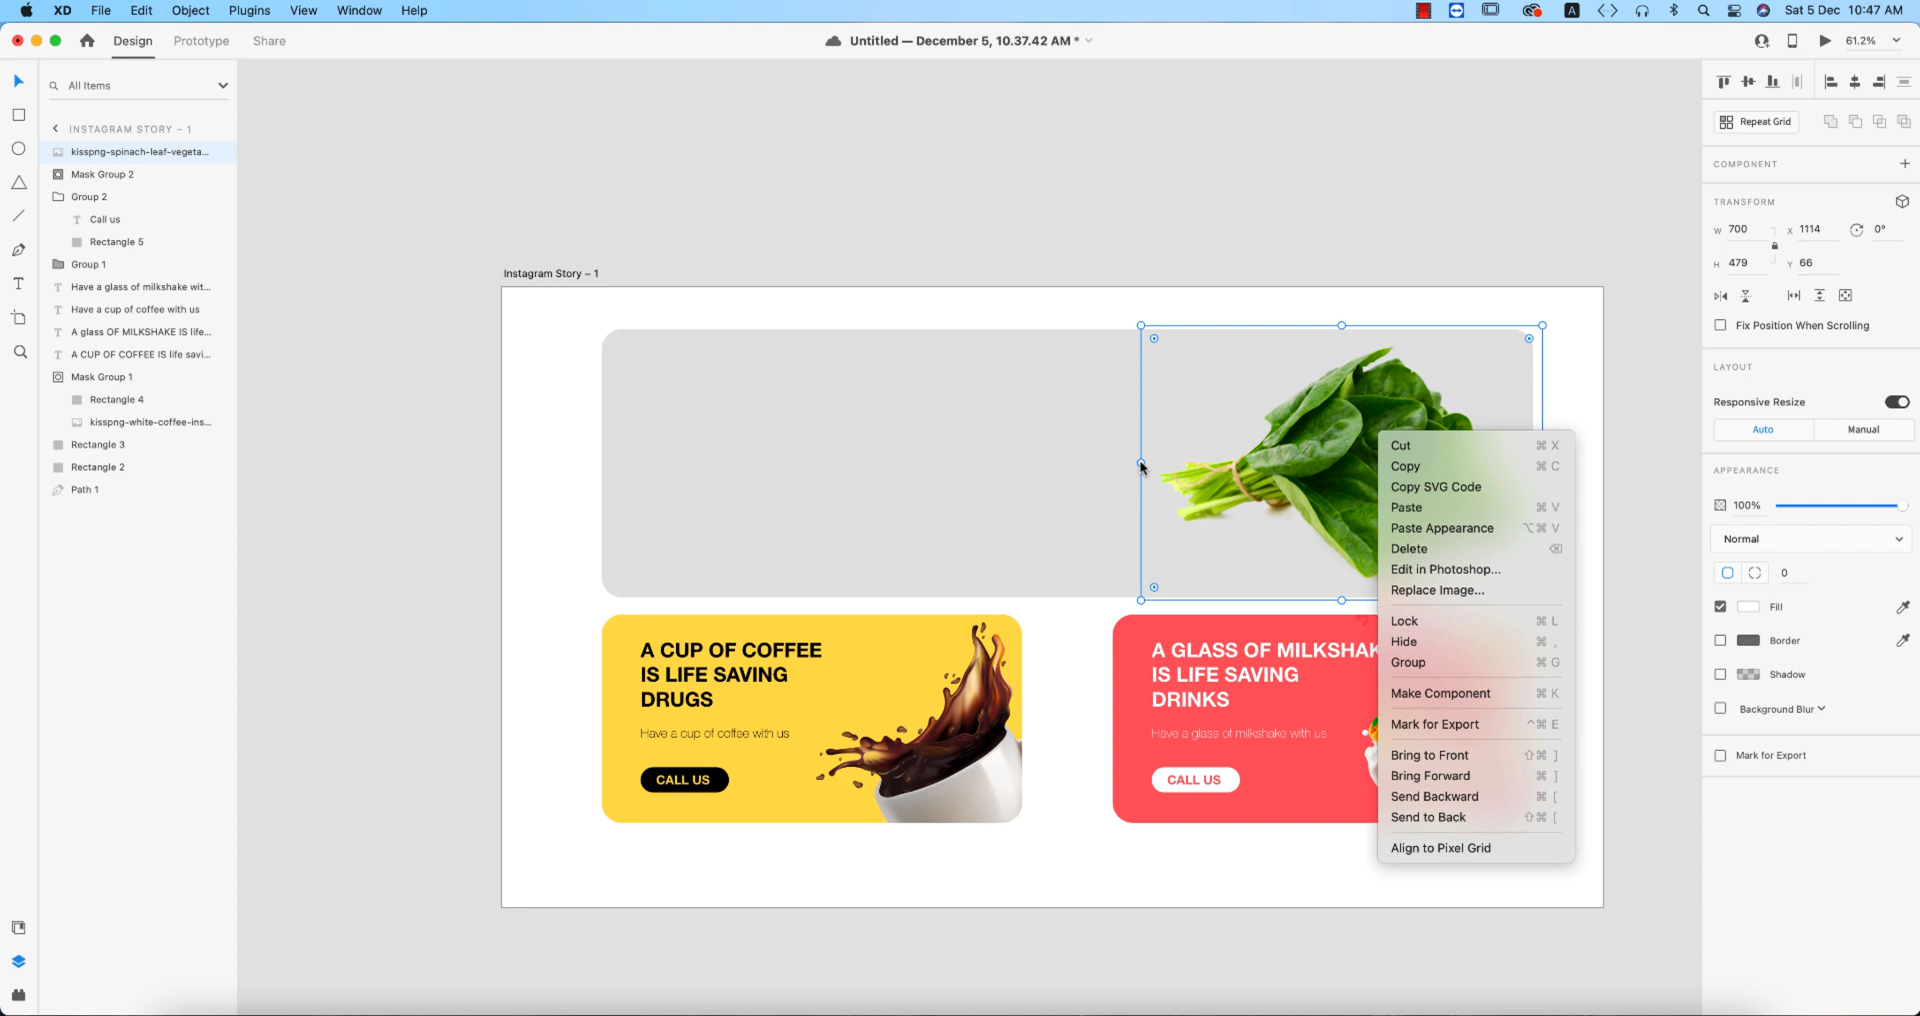 XD File Edit Object Plugins View Window Help
A Sat 5 Dec 10:47 AM
Design Prototype Share
Untitled — December 5, 10.37.42 AM *
61.2%
All Items
INSTAGRAM STORY – 1
kisspng-spinach-leaf-vegeta...
Mask Group 2
Group 2
Call us
Rectangle 5
Group 1
Have a glass of milkshake wit...
Have a cup of coffee with us
A glass OF MILKSHAKE IS life...
A CUP OF COFFEE IS life savi...
Mask Group 1
Rectangle 4
kisspng-white-coffee-ins...
Rectangle 3
Rectangle 2
Path 1
T
Instagram Story – 1
A CUP OF COFFEE
IS LIFE SAVING
DRUGS
Have a cup of coffee with us
CALL US
A GLASS OF MILKSHAK
IS LIFE SAVING
DRINKS
Have a glass of milkshake with us
CALL US
Cut ⌘ X
Copy ⌘ C
Copy SVG Code
Paste ⌘ V
Paste Appearance ⌥⌘ V
Delete ⌫
Edit in Photoshop...
Replace Image...
Lock ⌘ L
Hide ⌘ ,
Group ⌘ G
Make Component ⌘ K
Mark for Export ^⌘ E
Bring to Front ⇧⌘ ]
Bring Forward ⌘ ]
Send Backward ⌘ [
Send to Back ⇧⌘ [
Align to Pixel Grid
Repeat Grid
COMPONENT +
TRANSFORM
W 700 X 1114 0°
H 479 Y 66
Fix Position When Scrolling
LAYOUT
Responsive Resize
Auto Manual
APPEARANCE
100%
Normal
0
Fill
Border
Shadow
Background Blur
Mark for Export